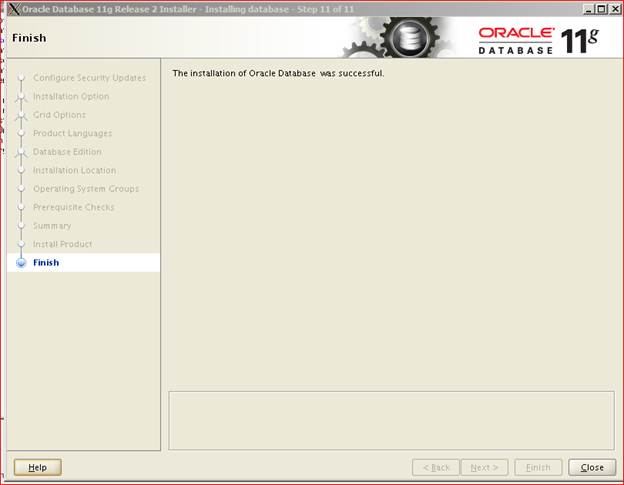 Oracle Database 11g Release 2 Installer - Installing database - Step 11 of 11
Finish
ORACLE
DATABASE
11g
Configure Security Updates
Installation Option
Grid Options
Product Languages
Database Edition
Installation Location
Operating System Groups
Prerequisite Checks
Summary
Install Product
Finish
The installation of Oracle Database was successful.
Help
< Back
Next >
Finish
Close